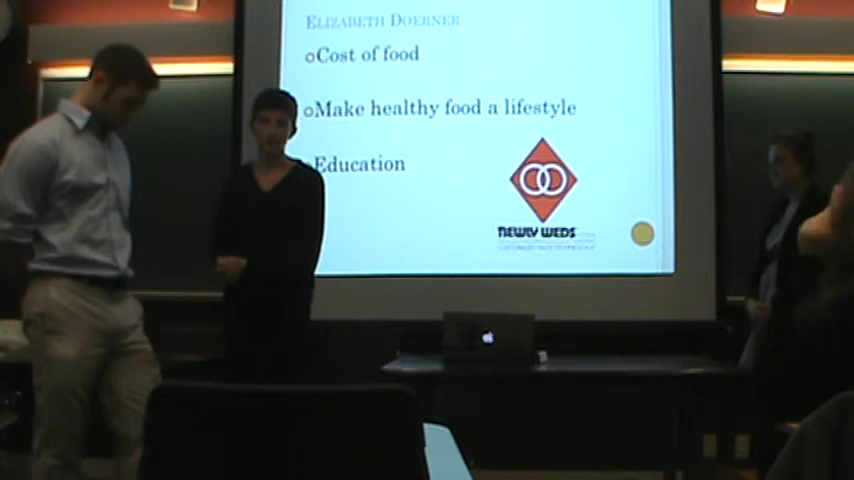 ELIZABETH DOERNER
Cost of food
Make healthy food a lifestyle
Education
NEWLY WEDS